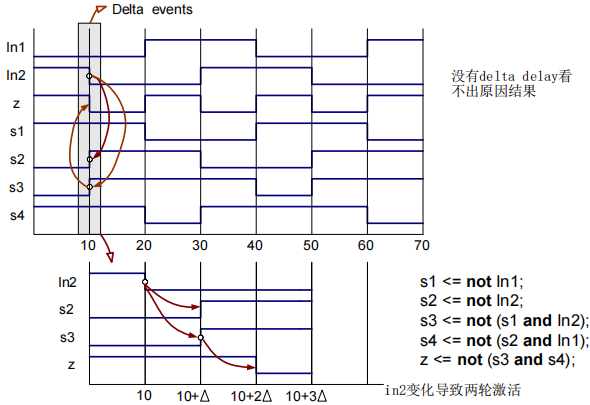 Delta events
In1
In2
z
s1
s2
s3
s4
10 20 30 40 50 60 70
没有delta delay看
不出原因结果
In2
s2
s3
z
10 10+Δ 10+2Δ 10+3Δ
s1 <= not In1;
s2 <= not In2;
s3 <= not (s1 and In2);
s4 <= not (s2 and In1);
z <= not (s3 and s4);
in2变化导致两轮激活